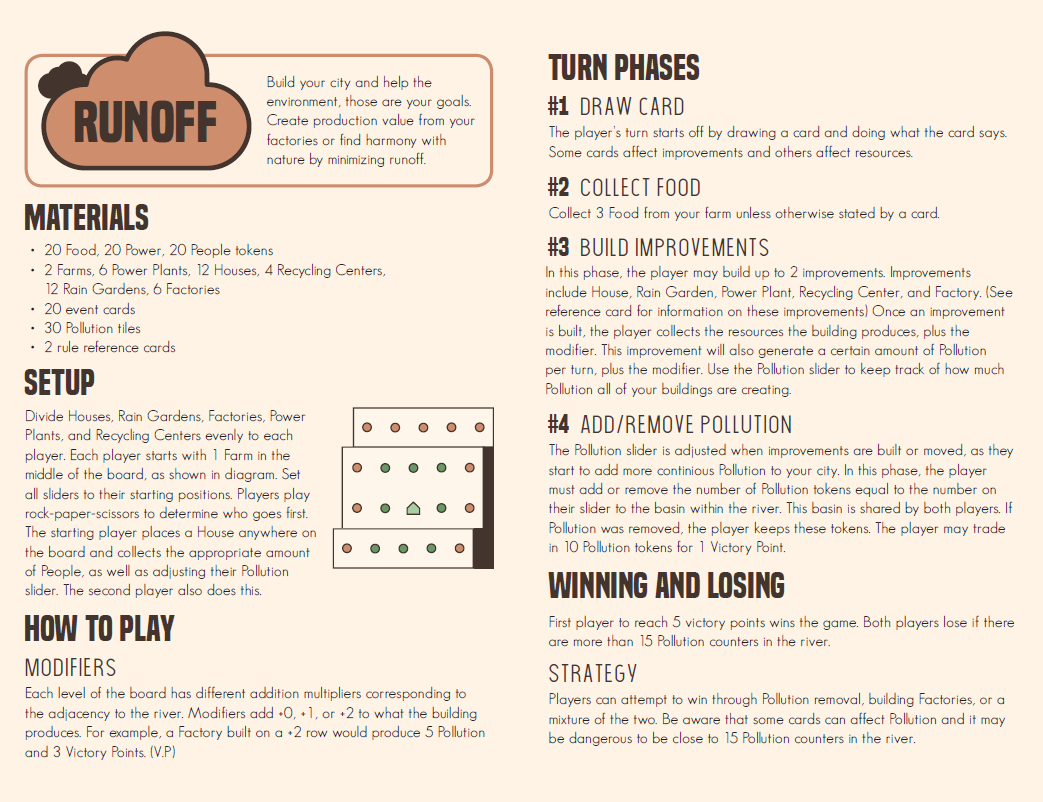 RUNOFF
Build your city and help the
environment, those are your goals.
Create production value from your
factories or find harmony with
nature by minimizing runoff.
MATERIALS
• 20 Food, 20 Power, 20 People tokens
• 2 Farms, 6 Power Plants, 12 Houses, 4 Recycling Centers,
12 Rain Gardens, 6 Factories
• 20 event cards
• 30 Pollution tiles
• 2 rule reference cards
SETUP
Divide Houses, Rain Gardens, Factories, Power
Plants, and Recycling Centers evenly to each
player. Each player starts with 1 Farm in the
middle of the board, as shown in diagram. Set
all sliders to their starting positions. Players play
rock-paper-scissors to determine who goes first.
The starting player places a House anywhere on
the board and collects the appropriate amount
of People, as well as adjusting their Pollution
slider. The second player also does this.
HOW TO PLAY
MODIFIERS
Each level of the board has different addition multipliers corresponding to
the adjacency to the river. Modifiers add +0, +1, or +2 to what the building
produces. For example, a Factory built on a +2 row would produce 5 Pollution
and 3 Victory Points. (V.P)
TURN PHASES
#1 DRAW CARD
The player's turn starts off by drawing a card and doing what the card says.
Some cards affect improvements and others affect resources.
#2 COLLECT FOOD
Collect 3 Food from your farm unless otherwise stated by a card.
#3 BUILD IMPROVEMENTS
In this phase, the player may build up to 2 improvements. Improvements
include House, Rain Garden, Power Plant, Recycling Center, and Factory. (See
reference card for information on these improvements) Once an improvement
is built, the player collects the resources the building produces, plus the
modifier. This improvement will also generate a certain amount of Pollution
per turn, plus the modifier. Use the Pollution slider to keep track of how much
Pollution all of your buildings are creating.
#4 ADD/REMOVE POLLUTION
The Pollution slider is adjusted when improvements are built or moved, as they
start to add more continious Pollution to your city. In this phase, the player
must add or remove the number of Pollution tokens equal to the number on
their slider to the basin within the river. This basin is shared by both players. If
Pollution was removed, the player keeps these tokens. The player may trade
in 10 Pollution tokens for 1 Victory Point.
WINNING AND LOSING
First player to reach 5 victory points wins the game. Both players lose if there
are more than 15 Pollution counters in the river.
STRATEGY
Players can attempt to win through Pollution removal, building Factories, or a
mixture of the two. Be aware that some cards can affect Pollution and it may
be dangerous to be close to 15 Pollution counters in the river.